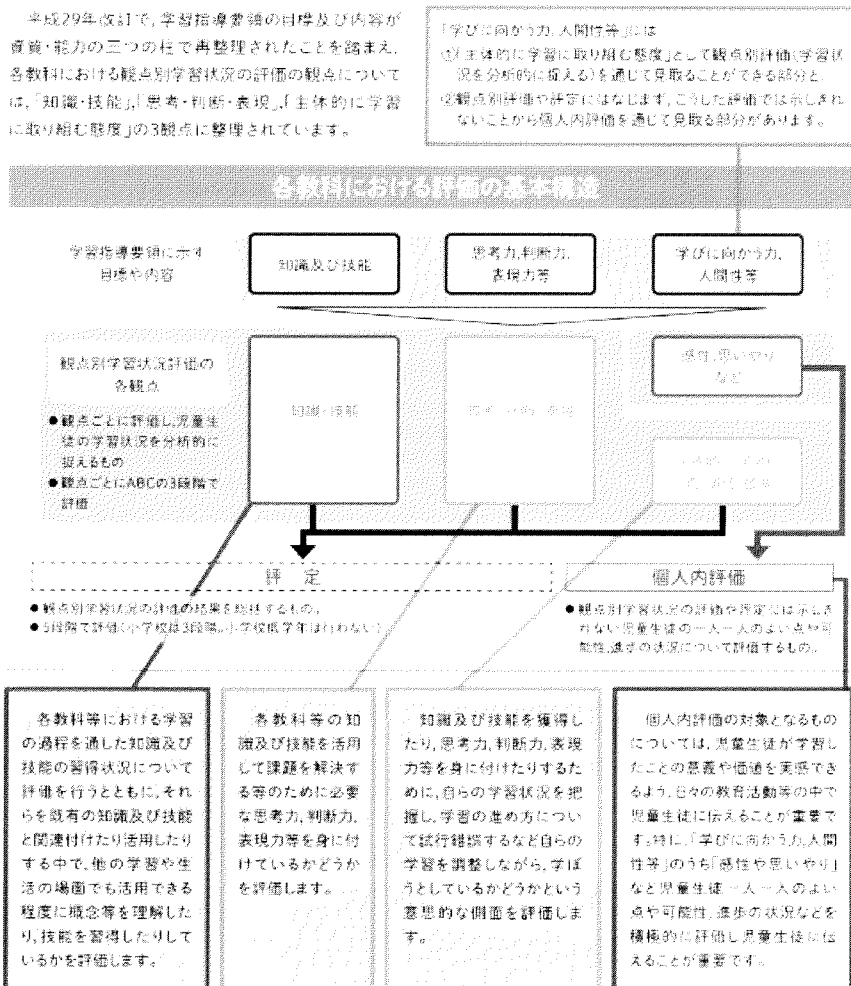 平成29年改訂で、学習指導要領の目標及び内容が
資質・能力の三つの柱で再整理されたことを踏まえ、
各教科における観点別学習状況の評価の観点について
は、「知識・技能」、「思考・判断・表現」、「主体的に学習
に取り組む態度」の3観点に整理されています。
「学びに向かう力、人間性等」には
①「主体的に学習に取り組む態度」として観点別評価(学習状
況を分析的に捉える)を通じて見取ることができる部分と、
②観点別評価や評定にはなじまず、こうした評価では示しきれ
ないことから個人内評価を通じて見取る部分があります。
各教科における評価の基本構造
学習指導要領に示す
目標や内容
知識及び技能
思考力、判断力、
表現力等
学びに向かう力、
人間性等
観点別学習状況評価の
各観点
●観点ごとに評価し、児童生
徒の学習状況を分析的に
捉えるもの
●観点ごとにABCの3段階で
評価
知識・技能
感性、思いやり
など
評 定
●観点別学習状況の評価の結果を総括するもの。
●5段階で評価(小学校は3段階。小学校低学年は行わない)
個人内評価
●観点別学習状況の評価や評定には示しき
れない児童生徒の一人一人のよい点や可
能性、進歩の状況について評価するもの。
各教科等における学習
の過程を通した知識及び
技能の習得状況について
評価を行うとともに、それ
らを既有の知識及び技能
と関連付けたり活用したり
する中で、他の学習や生
活の場面でも活用できる
程度に概念等を理解した
り、技能を習得したりして
いるかを評価します。
各教科等の知
識及び技能を活用
して課題を解決す
る等のために必要
な思考力、判断力、
表現力等を身に付
けているかどうか
を評価します。
知識及び技能を獲得し
たり、思考力、判断力、表現
力等を身に付けたりするた
めに、自らの学習状況を把
握し、学習の進め方につい
て試行錯誤するなど自らの
学習を調整しながら、学ぼ
うとしているかどうかという
意思的な側面を評価しま
す。
個人内評価の対象となるもの
については、児童生徒が学習し
たことの意義や価値を実感でき
るよう、日々の教育活動等の中で
児童生徒に伝えることが重要で
す。特に、「学びに向かう力、人間
性等」のうち「感性や思いやり」
など児童生徒一人一人のよい
点や可能性、進歩の状況などを
積極的に評価し児童生徒に伝
えることが重要です。